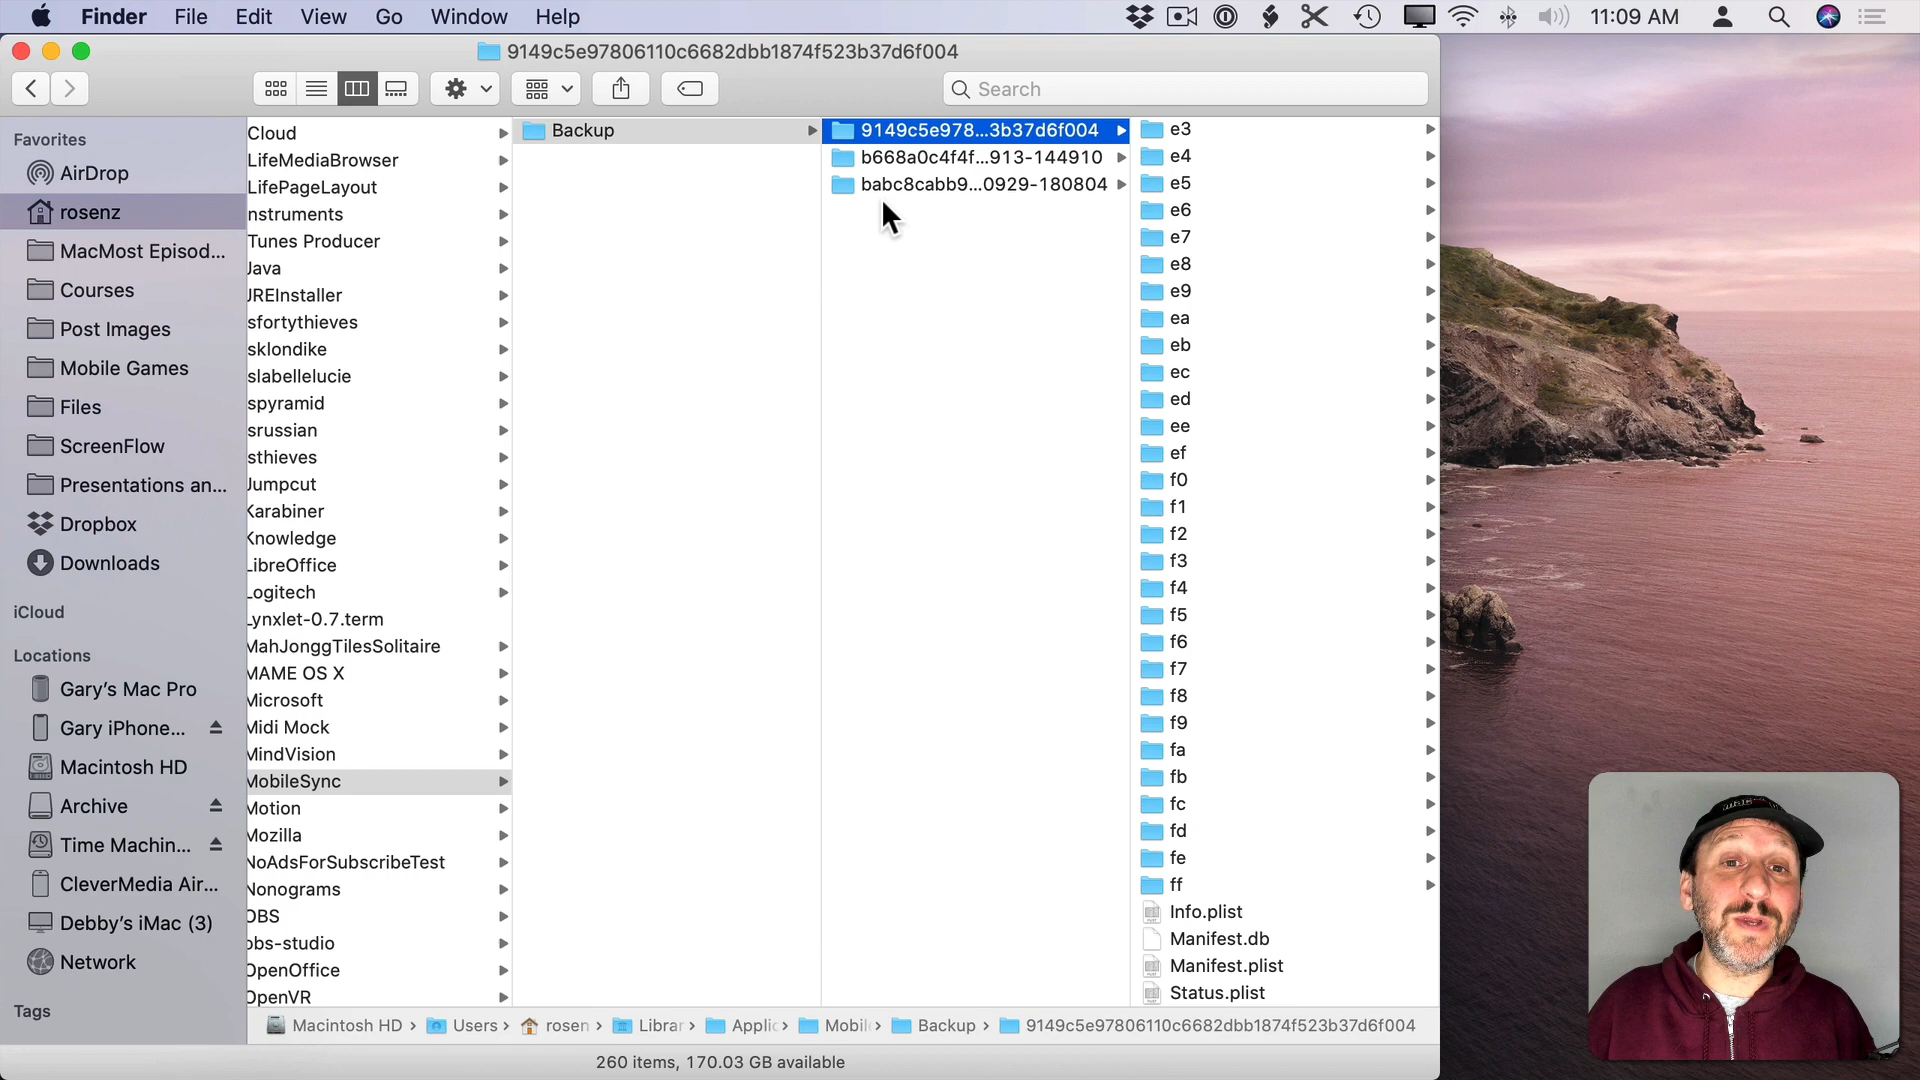 Finder File Edit View Go Window Help 11:09 AM
9149c5e97806110c6682dbb1874f523b37d6f004
Search
Favorites
AirDrop
rosenz
MacMost Episod...
Courses
Post Images
Mobile Games
Files
ScreenFlow
Presentations an...
Dropbox
Downloads
iCloud
Locations
Gary's Mac Pro
Gary iPhone...
Macintosh HD
Archive
Time Machin...
CleverMedia Air...
Debby's iMac (3)
Network
Tags
Cloud
LifeMediaBrowser
LifePageLayout
nstruments
Tunes Producer
Java
JREInstaller
sfortythieves
sklondike
slabellelucie
spyramid
srussian
sthieves
Jumpcut
Karabiner
Knowledge
LibreOffice
Logitech
Lynxlet-0.7.term
MahJonggTilesSolitaire
MAME OS X
Microsoft
Midi Mock
MindVision
MobileSync
Motion
Mozilla
NoAdsForSubscribeTest
Nonograms
OBS
obs-studio
OpenOffice
OpenVR
Backup
9149c5e978...3b37d6f004
b668a0c4f4f...913-144910
babc8cabb9...0929-180804
e3
e4
e5
e6
e7
e8
e9
ea
eb
ec
ed
ee
ef
f0
f1
f2
f3
f4
f5
f6
f7
f8
f9
fa
fb
fc
fd
fe
ff
Info.plist
Manifest.db
Manifest.plist
Status.plist
Macintosh HD › Users › rosen › Librar › Applic › Mobil › Backup › 9149c5e97806110c6682dbb1874f523b37d6f004
260 items, 170.03 GB available